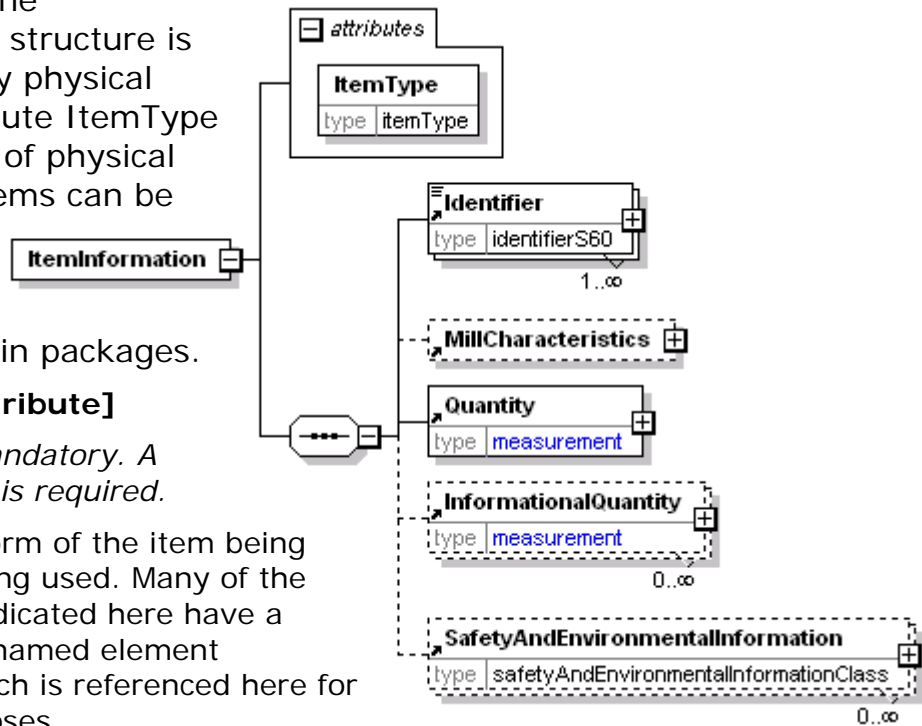 structure is
y physical
ute ItemType
of physical
ems can be
in packages.
ribute]
andatory. A
is required.
orm of the item being
ng used. Many of the
dicated here have a
named element
ch is referenced here for
attributes
ItemType
type itemType
ItemInformation
Identifier
type identifierS60
1..∞
MillCharacteristics
Quantity
type measurement
InformationalQuantity
type measurement
0..∞
SafetyAndEnvironmentalInformation
type safetyAndEnvironmentalInformationClass
0..∞